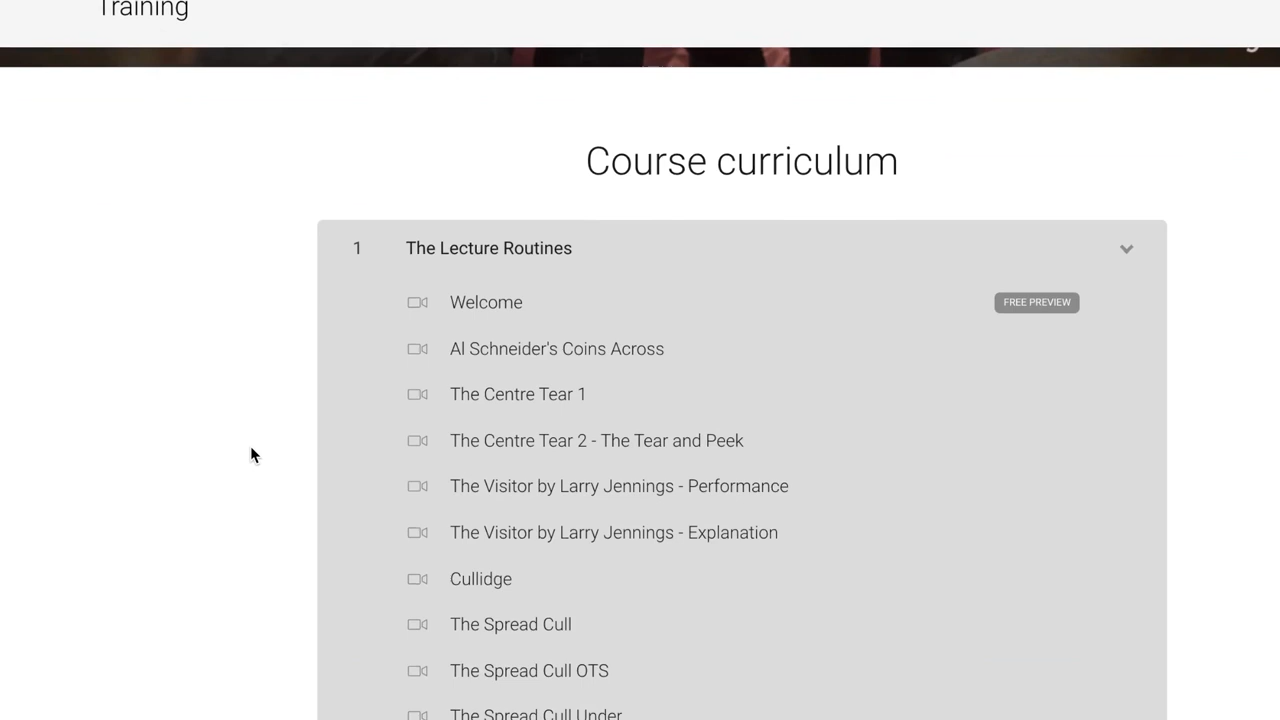 Training
Course curriculum
1 The Lecture Routines
Welcome FREE PREVIEW
Al Schneider's Coins Across
The Centre Tear 1
The Centre Tear 2 - The Tear and Peek
The Visitor by Larry Jennings - Performance
The Visitor by Larry Jennings - Explanation
Cullidge
The Spread Cull
The Spread Cull OTS
The Spread Cull Under